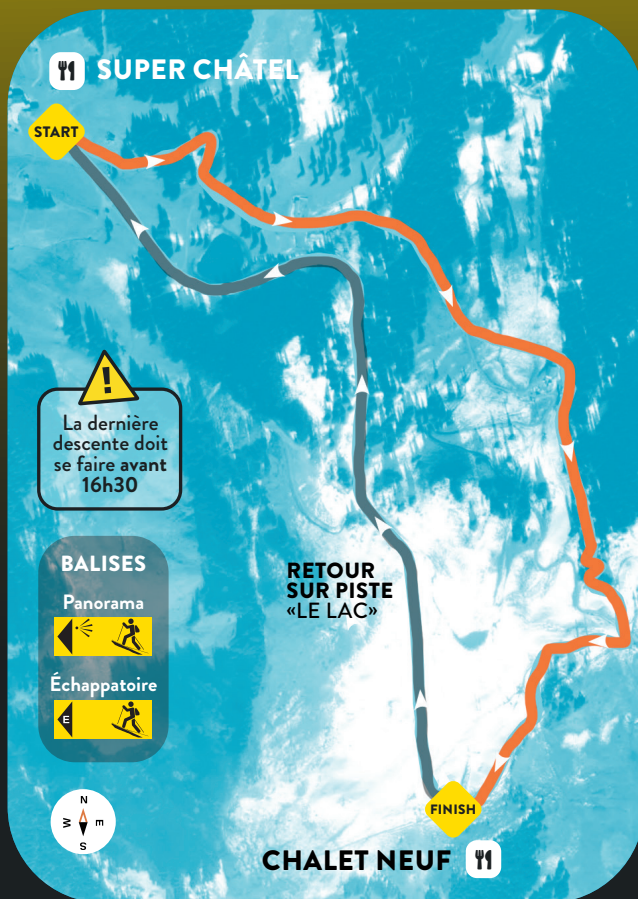 SUPER CHÂTEL
START
La dernière
descente doit
se faire avant
16h30
BALISES
Panorama
Échappatoire
E
RETOUR
SUR PISTE
«LE LAC»
N
W E
S
FINISH
CHALET NEUF